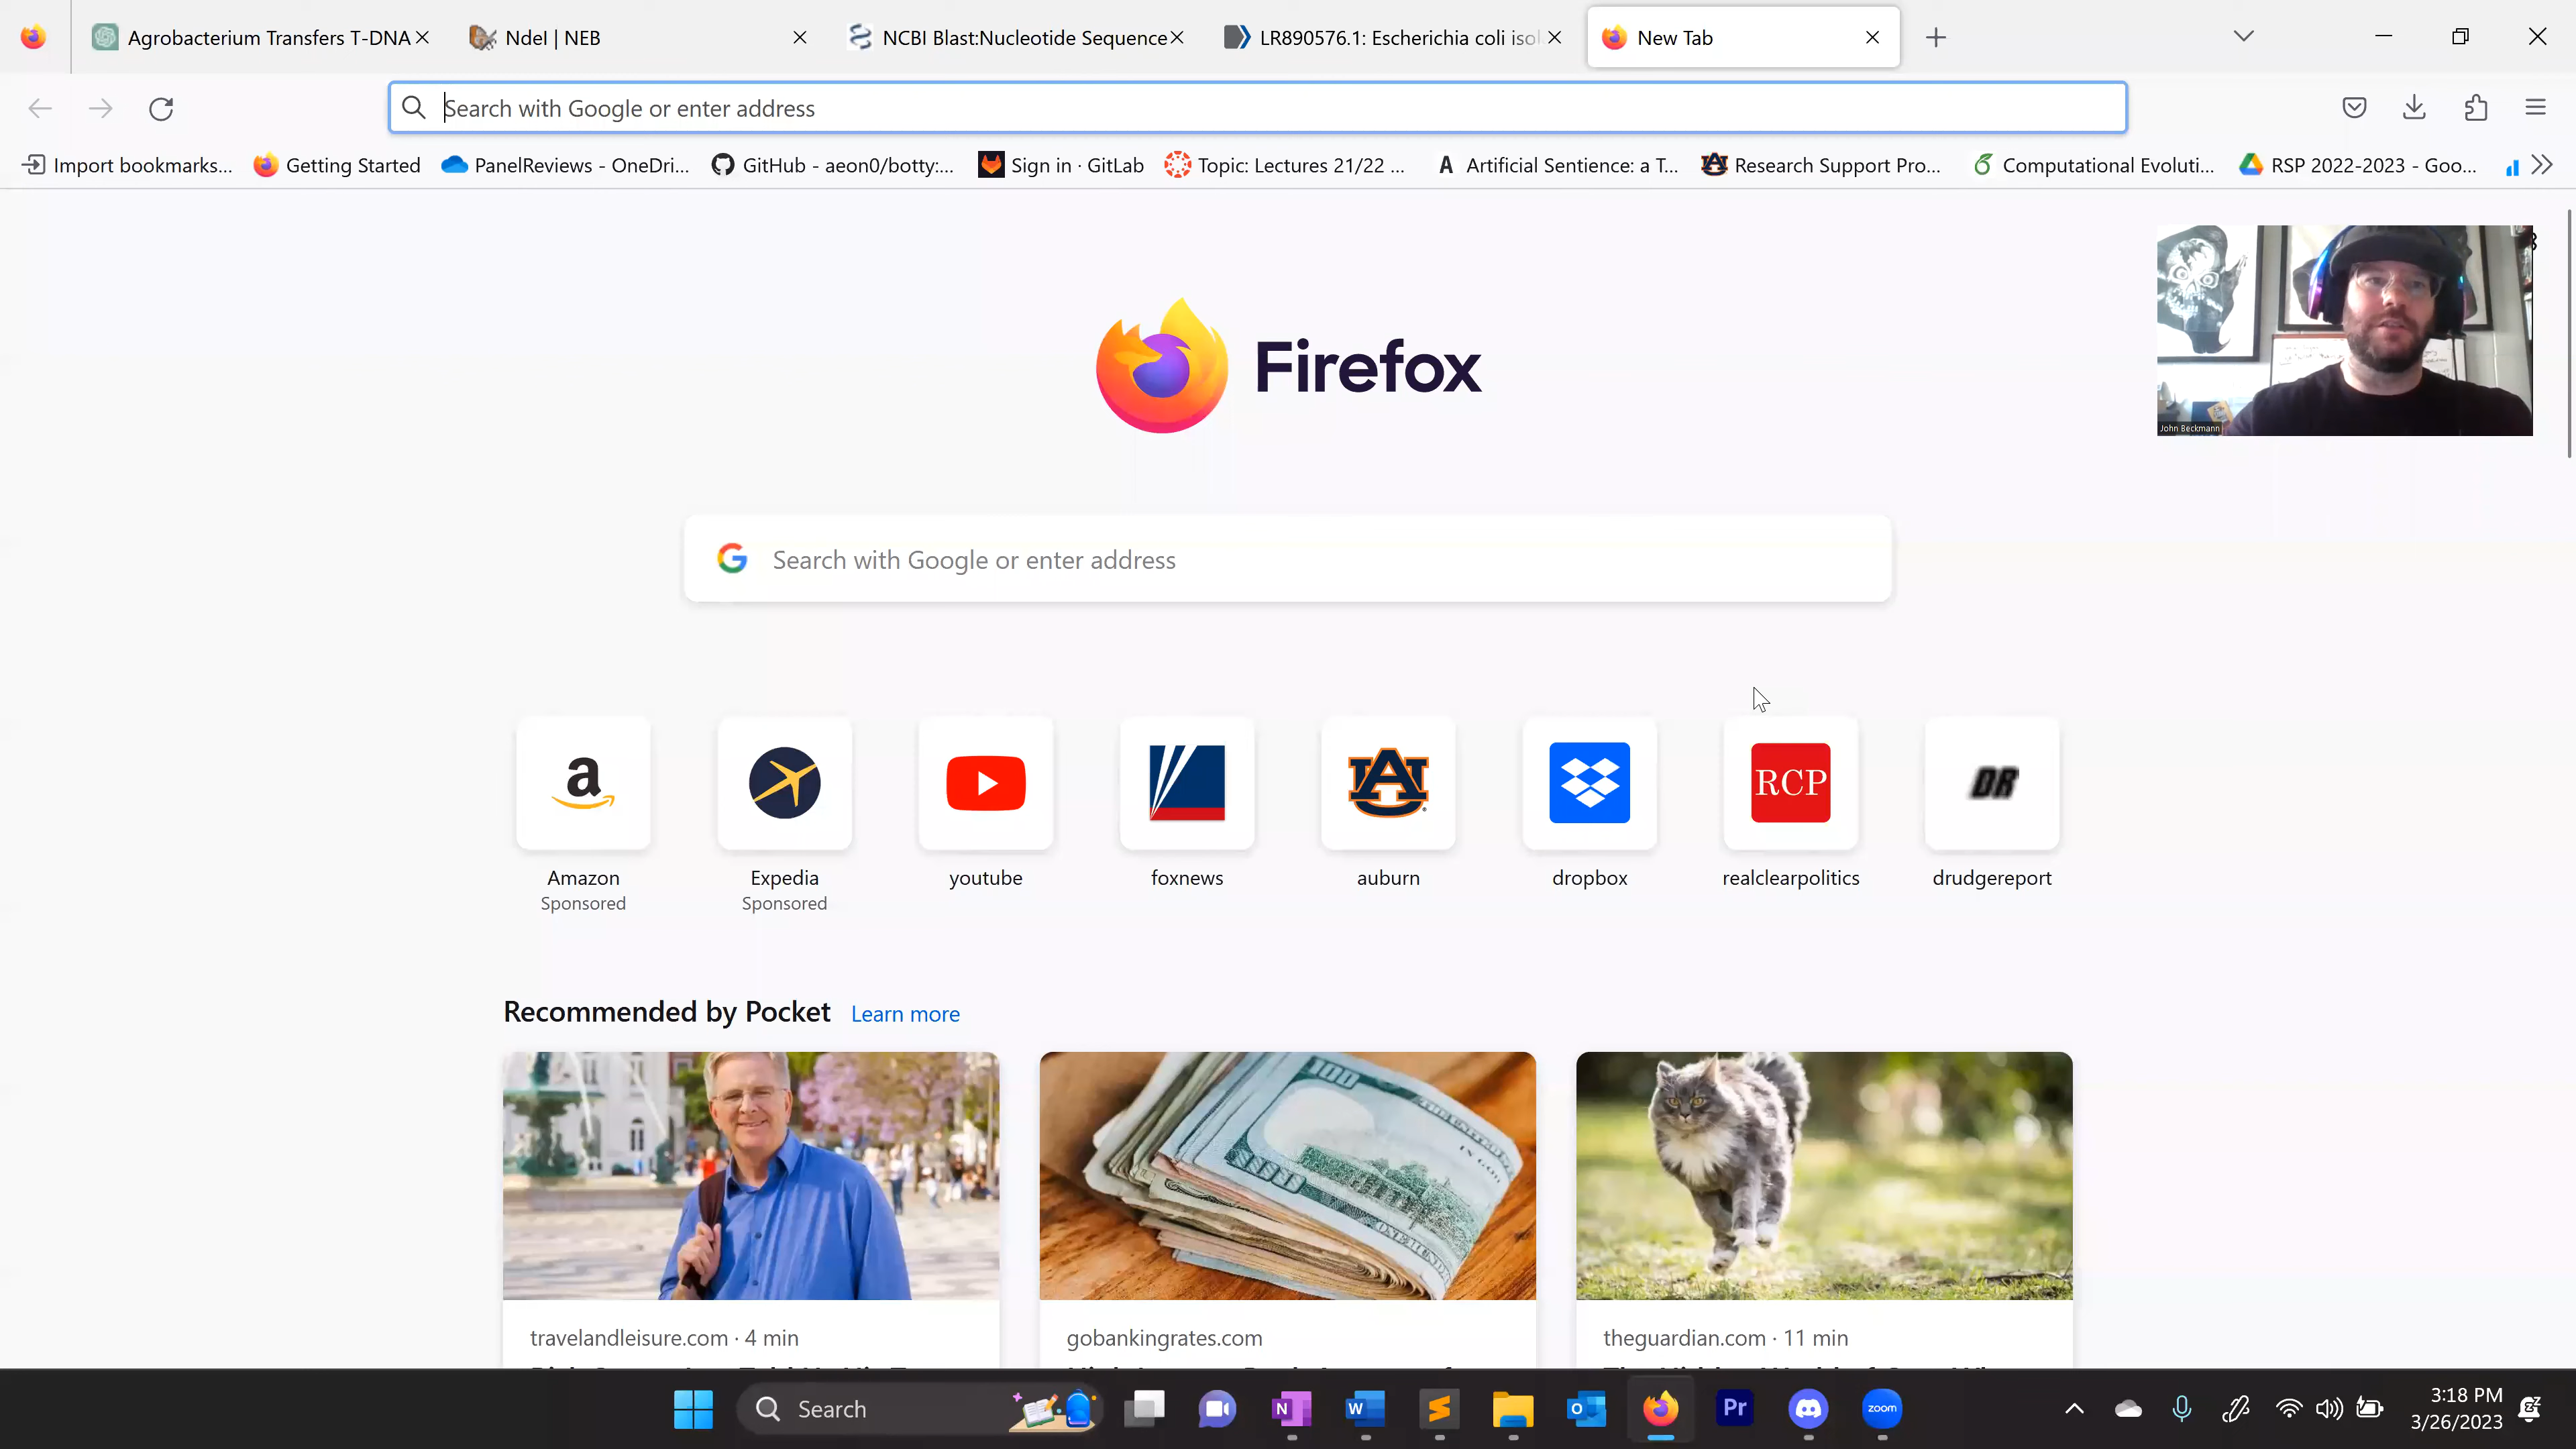 Agrobacterium Transfers T-DNA
NdeI | NEB
NCBI Blast:Nucleotide Sequence
LR890576.1: Escherichia coli iso
New Tab
Search with Google or enter address
Import bookmarks...
Getting Started
PanelReviews - OneDri...
GitHub - aeon0/botty:...
Sign in · GitLab
Topic: Lectures 21/22 ...
A
Artificial Sentience: a T...
Research Support Pro...
Computational Evoluti...
RSP 2022-2023 - Goo...
John Beckmann
Firefox
Search with Google or enter address
a
RCP
DR
Amazon
Sponsored
Expedia
Sponsored
youtube
foxnews
auburn
dropbox
realclearpolitics
drudgereport
Recommended by Pocket
Learn more
100
travelandleisure.com · 4 min
gobankingrates.com
theguardian.com · 11 min
Search
N
W
O
Pr
zoom
3:18 PM
3/26/2023